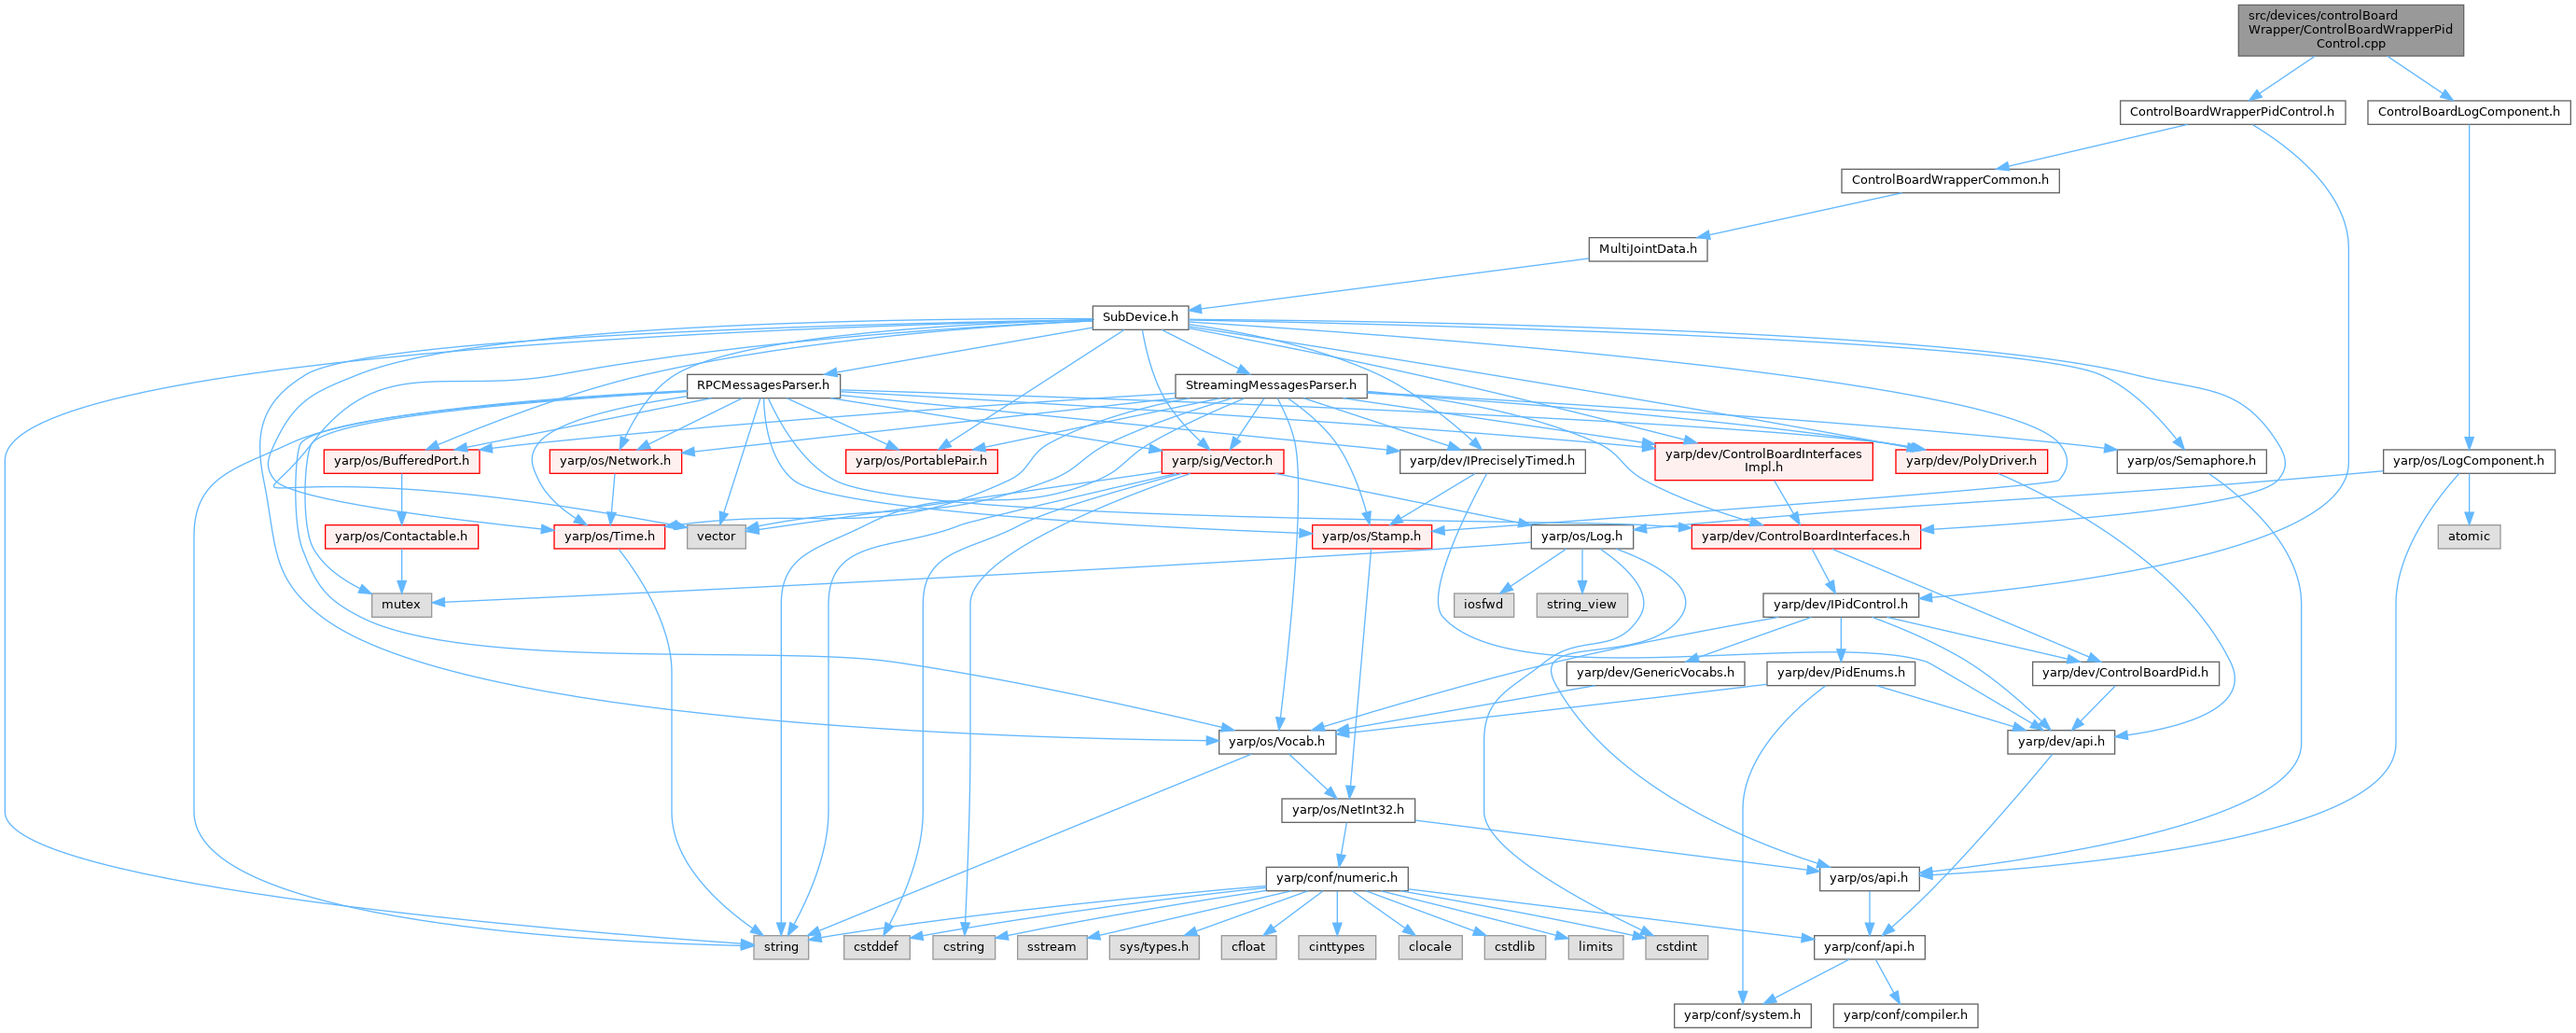 src/devices/controlBoard
Wrapper/ControlBoardWrapperPid
Control.cpp
ControlBoardWrapperPidControl.h
ControlBoardLogComponent.h
ControlBoardWrapperCommon.h
MultiJointData.h
SubDevice.h
RPCMessagesParser.h
StreamingMessagesParser.h
yarp/os/BufferedPort.h
yarp/os/Network.h
yarp/os/PortablePair.h
yarp/sig/Vector.h
yarp/dev/IPreciselyTimed.h
yarp/dev/ControlBoardInterfaces
Impl.h
yarp/dev/PolyDriver.h
yarp/os/Semaphore.h
yarp/os/LogComponent.h
yarp/os/Contactable.h
yarp/os/Time.h
vector
yarp/os/Stamp.h
yarp/os/Log.h
yarp/dev/ControlBoardInterfaces.h
atomic
mutex
iosfwd
string_view
yarp/dev/IPidControl.h
yarp/dev/GenericVocabs.h
yarp/dev/PidEnums.h
yarp/dev/ControlBoardPid.h
yarp/os/Vocab.h
yarp/dev/api.h
yarp/os/NetInt32.h
yarp/conf/numeric.h
yarp/os/api.h
string
cstddef
cstring
sstream
sys/types.h
cfloat
cinttypes
clocale
cstdlib
limits
cstdint
yarp/conf/api.h
yarp/conf/system.h
yarp/conf/compiler.h